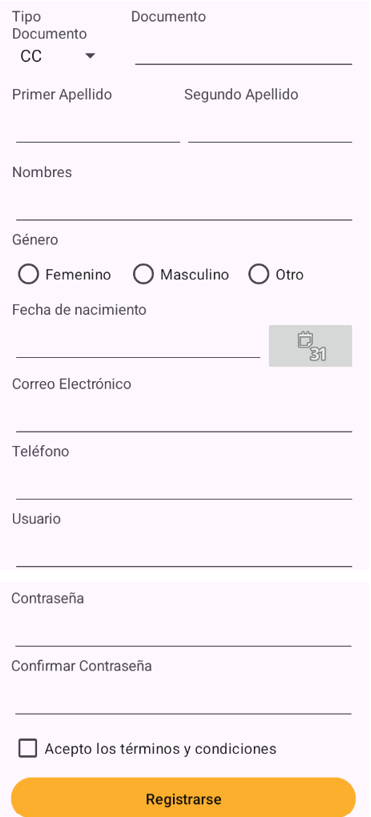 Tipo Documento
Documento
CC
Primer Apellido Segundo Apellido
Nombres
Género
Femenino Masculino Otro
Fecha de nacimiento
31
Correo Electrónico
Teléfono
Usuario
Contraseña
Confirmar Contraseña
Acepto los términos y condiciones
Registrarse